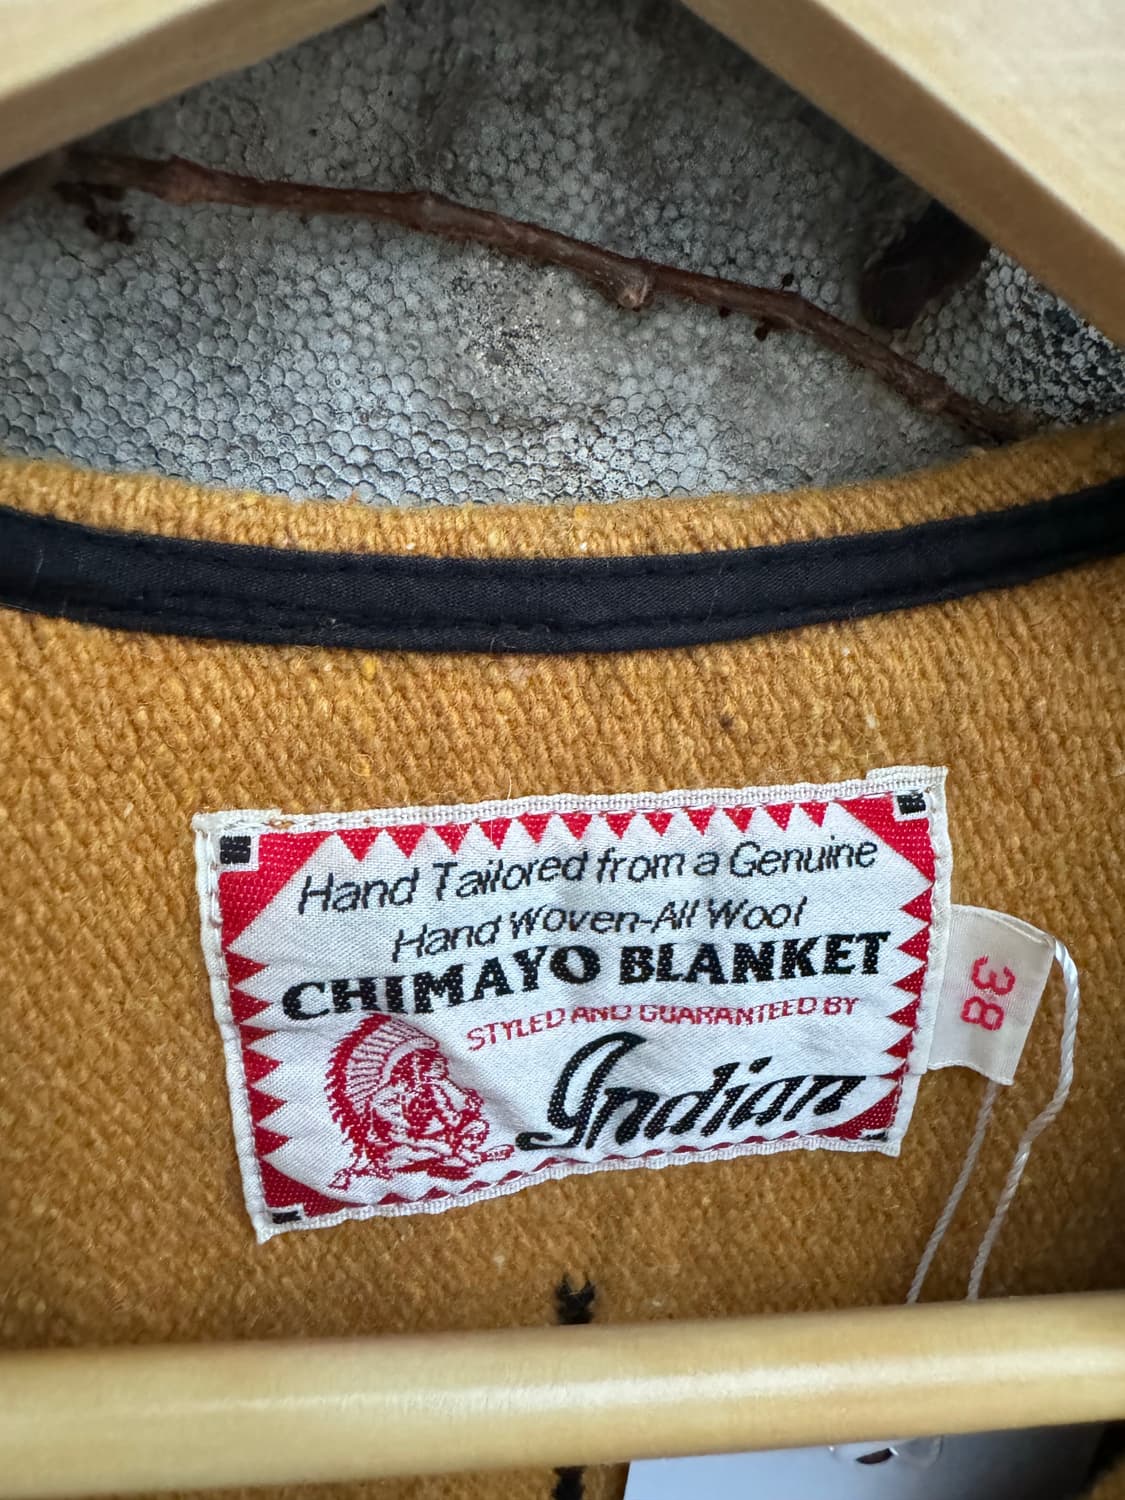 Hand Tailored from a Genuine
Hand Woven-All Wool
CHIMAYO BLANKET
STYLED AND GUARANTEED BY
Indian
38